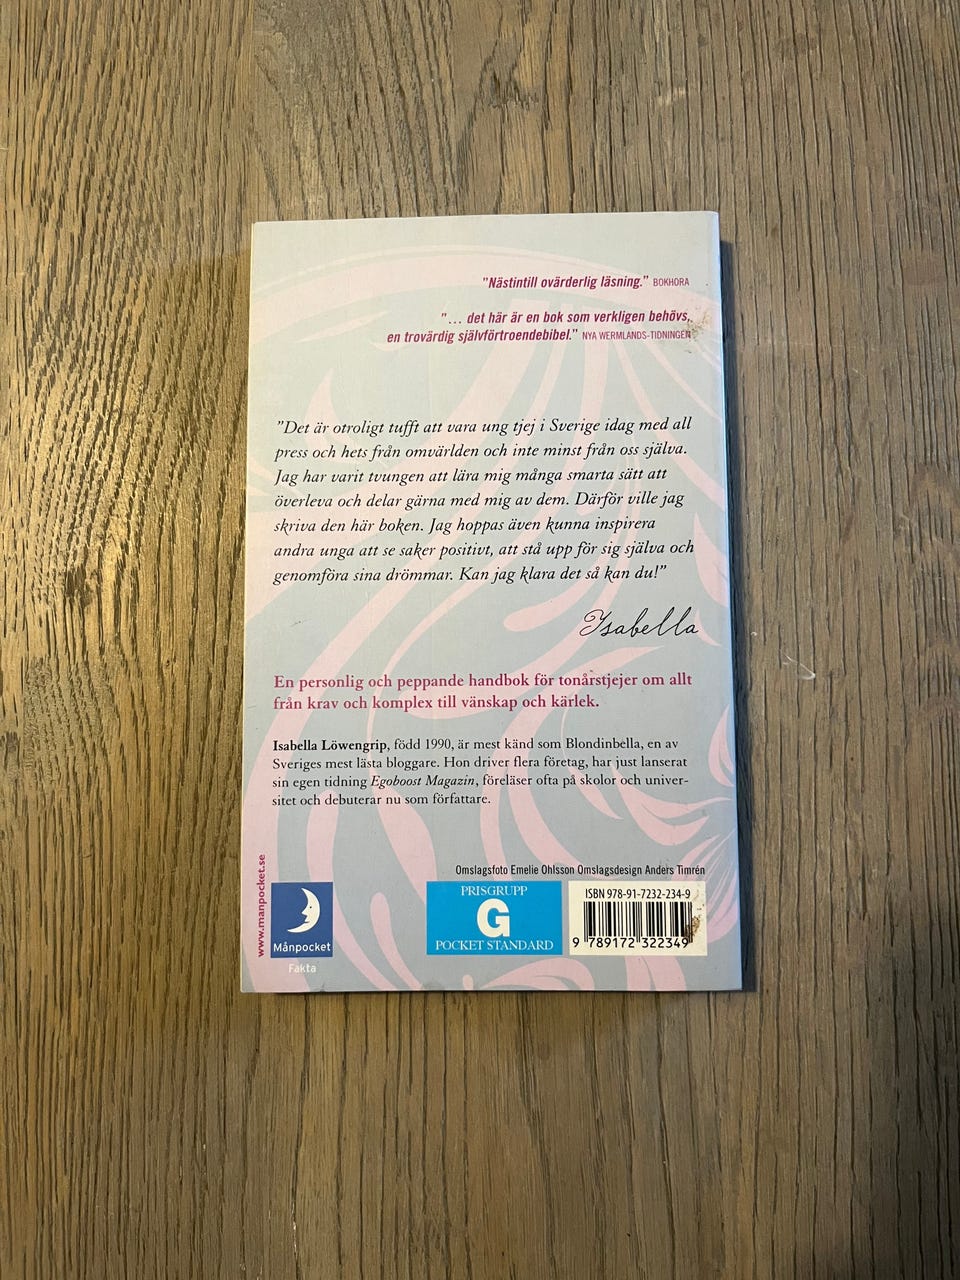 "Nästintill ovärderlig läsning." BOKHORA
"… det här är en bok som verkligen behövs,
en trovärdig självförtroendebibel." NYA WERMLANDS-TIDNINGEN
"Det är otroligt tufft att vara ung tjej i Sverige idag med all
press och hets från omvärlden och inte minst från oss själva.
Jag har varit tvungen att lära mig många smarta sätt att
överleva och delar gärna med mig av dem. Därför ville jag
skriva den här boken. Jag hoppas även kunna inspirera
andra unga att se saker positivt, att stå upp för sig själva och
genomföra sina drömmar. Kan jag klara det så kan du!"
Isabella
En personlig och peppande handbok för tonårstjejer om allt
från krav och komplex till vänskap och kärlek.
Isabella Löwengrip, född 1990, är mest känd som Blondinbella, en av
Sveriges mest lästa bloggare. Hon driver flera företag, har just lanserat
sin egen tidning Egoboost Magazin, föreläser ofta på skolor och univer-
sitet och debuterar nu som författare.
Omslagsfoto Emelie Ohlsson Omslagsdesign Anders Timrén
www.manpocket.se
Månpocket
Fakta
PRISGRUPP
G
POCKET STANDARD
ISBN 978-91-7232-234-9
9 789172 322349